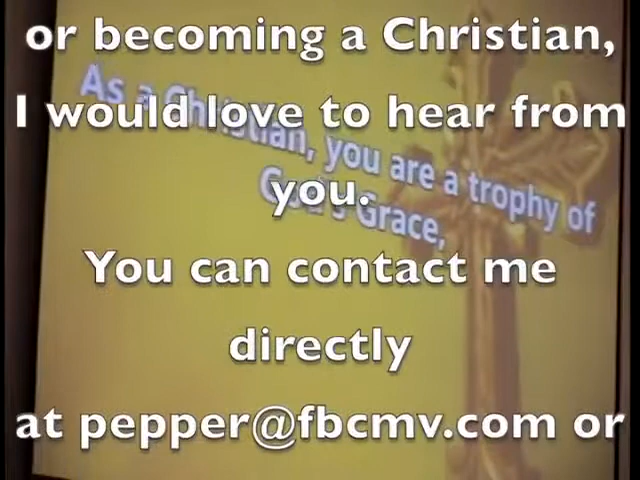 or becoming a Christian,
I would love to hear from
you.
You can contact me
directly
at pepper@fbcmv.com or
As a Christian, you are a trophy of
God's Grace,